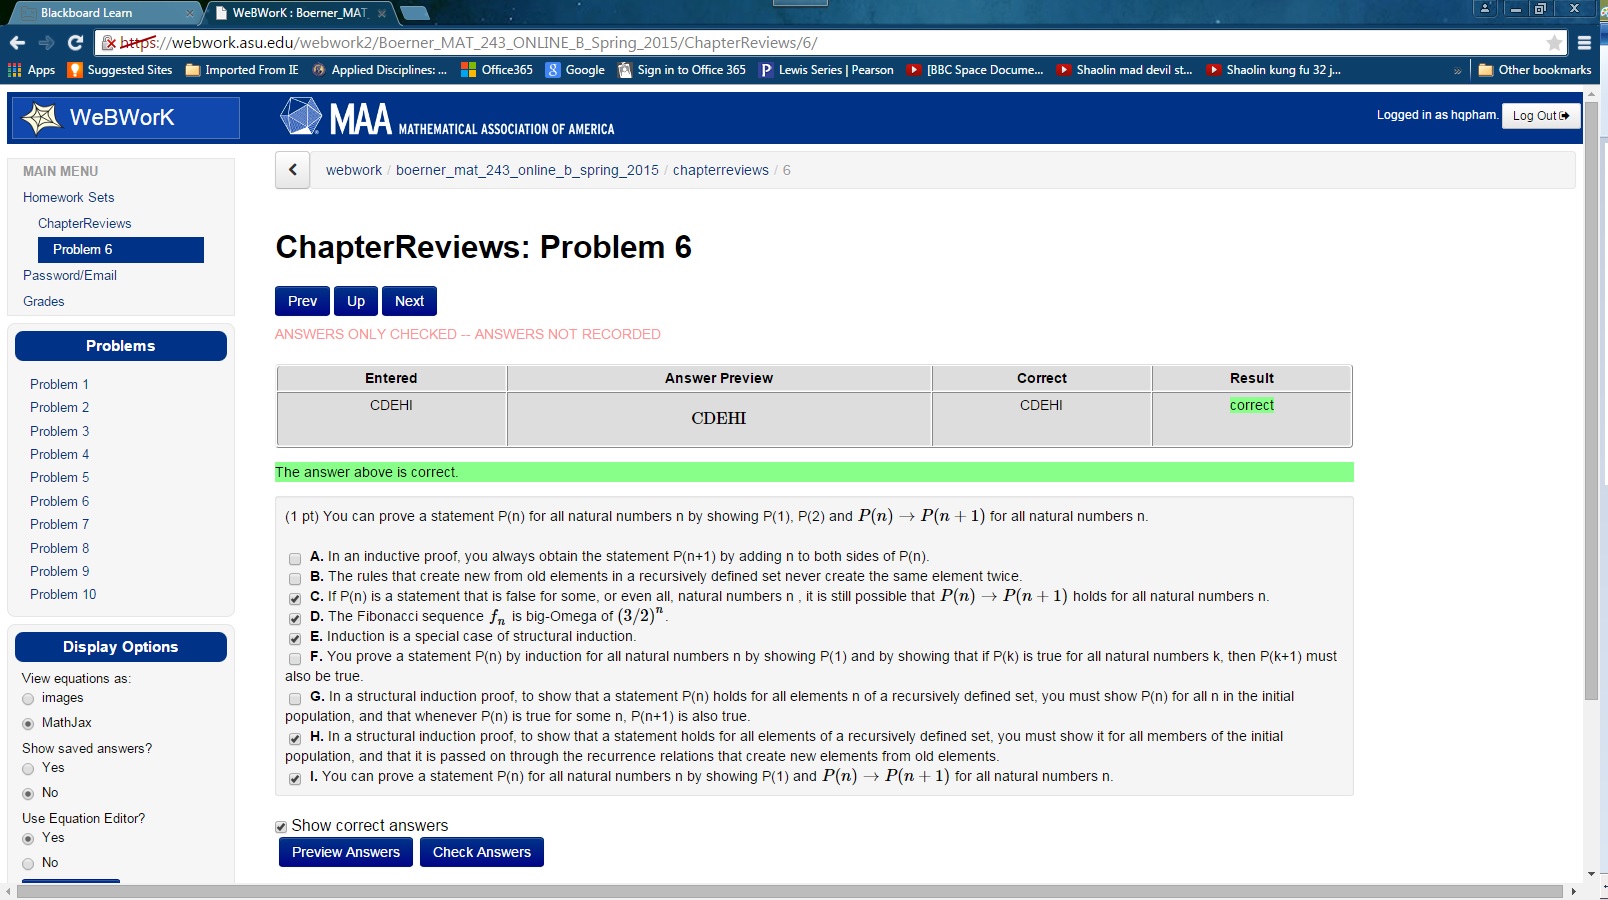 Blackboard Learn
WeBWorK : Boerner_MAT_
https://webwork.asu.edu/webwork2/Boerner_MAT_243_ONLINE_B_Spring_2015/ChapterReviews/6/
Apps Suggested Sites Imported From IE Applied Disciplines: ... Office365 Google Sign in to Office 365 Lewis Series | Pearson [BBC Space Docume... Shaolin mad devil st... Shaolin kung fu 32 j... » Other bookmarks
WeBWorK
MAA MATHEMATICAL ASSOCIATION OF AMERICA
Logged in as hqpham. Log Out
MAIN MENU
Homework Sets
ChapterReviews
Problem 6
Password/Email
Grades
Problems
Problem 1
Problem 2
Problem 3
Problem 4
Problem 5
Problem 6
Problem 7
Problem 8
Problem 9
Problem 10
Display Options
View equations as:
images
MathJax
Show saved answers?
Yes
No
Use Equation Editor?
Yes
No
webwork / boerner_mat_243_online_b_spring_2015 / chapterreviews / 6
ChapterReviews: Problem 6
Prev Up Next
ANSWERS ONLY CHECKED -- ANSWERS NOT RECORDED
Entered Answer Preview Correct Result
CDEHI CDEHI CDEHI correct
The answer above is correct.
(1 pt) You can prove a statement P(n) for all natural numbers n by showing P(1), P(2) and P(n) → P(n + 1) for all natural numbers n.
A. In an inductive proof, you always obtain the statement P(n+1) by adding n to both sides of P(n).
B. The rules that create new from old elements in a recursively defined set never create the same element twice.
C. If P(n) is a statement that is false for some, or even all, natural numbers n , it is still possible that P(n) → P(n + 1) holds for all natural numbers n.
D. The Fibonacci sequence fₙ is big-Omega of (3/2)ⁿ.
E. Induction is a special case of structural induction.
F. You prove a statement P(n) by induction for all natural numbers n by showing P(1) and by showing that if P(k) is true for all natural numbers k, then P(k+1) must
also be true.
G. In a structural induction proof, to show that a statement P(n) holds for all elements n of a recursively defined set, you must show P(n) for all n in the initial
population, and that whenever P(n) is true for some n, P(n+1) is also true.
H. In a structural induction proof, to show that a statement holds for all elements of a recursively defined set, you must show it for all members of the initial
population, and that it is passed on through the recurrence relations that create new elements from old elements.
I. You can prove a statement P(n) for all natural numbers n by showing P(1) and P(n) → P(n + 1) for all natural numbers n.
Show correct answers
Preview Answers Check Answers